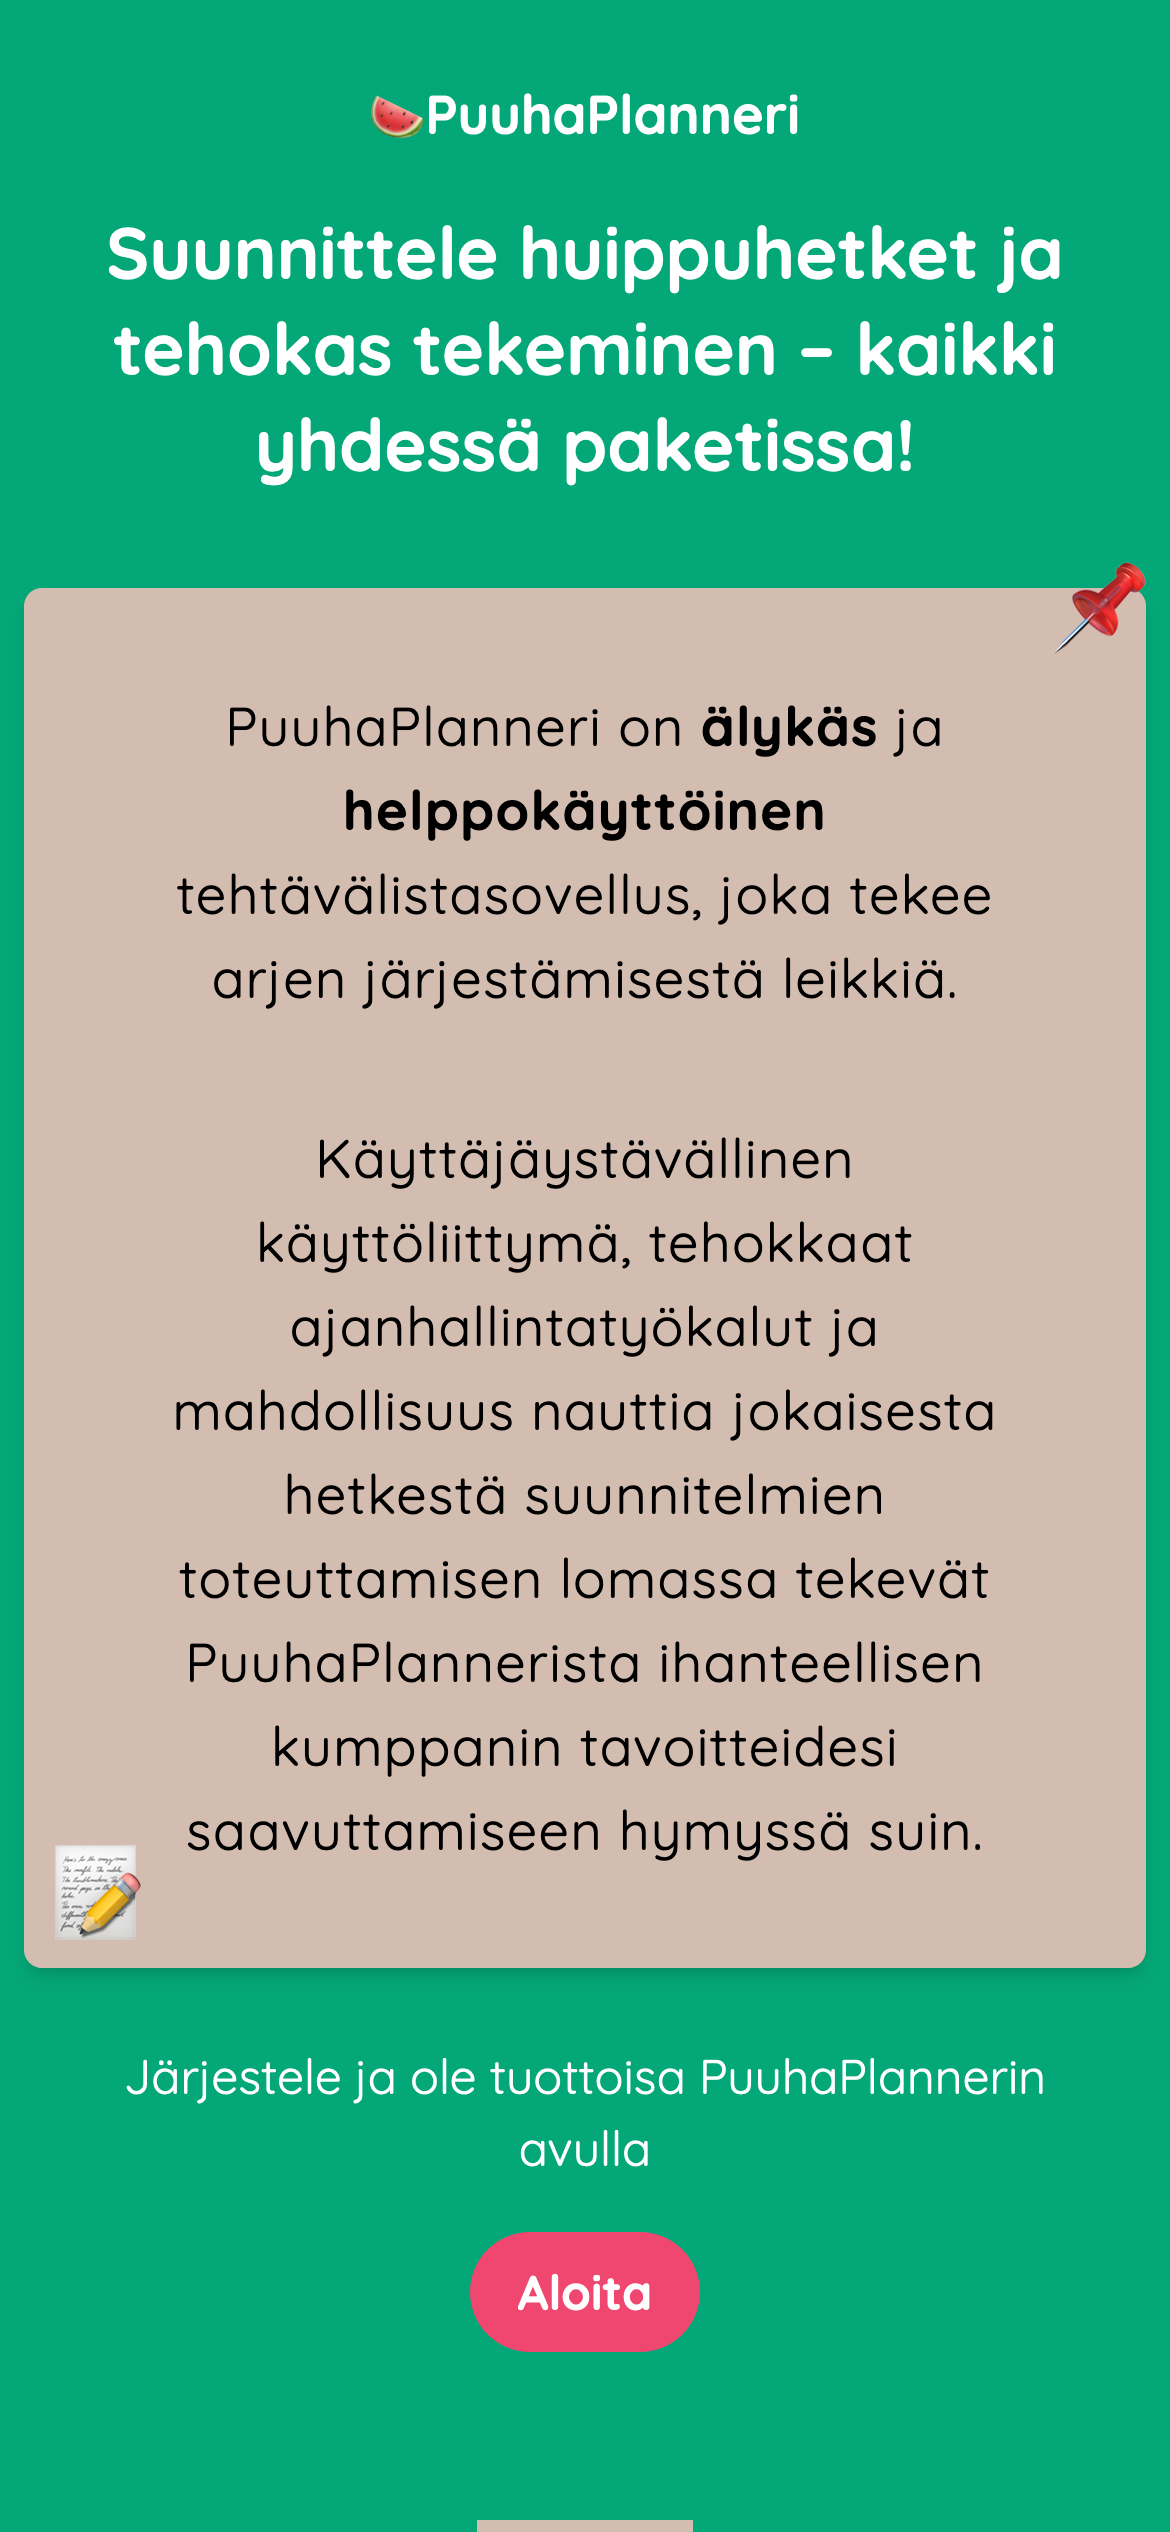 🍉PuuhaPlanneri
Suunnittele huippuhetket ja
tehokas tekeminen – kaikki
yhdessä paketissa!
PuuhaPlanneri on älykäs ja
helppokäyttöinen
tehtävälistasovellus, joka tekee
arjen järjestämisestä leikkiä.
Käyttäjäystävällinen
käyttöliittymä, tehokkaat
ajanhallintatyökalut ja
mahdollisuus nauttia jokaisesta
hetkestä suunnitelmien
toteuttamisen lomassa tekevät
PuuhaPlannerista ihanteellisen
kumppanin tavoitteidesi
saavuttamiseen hymyssä suin.
Järjestele ja ole tuottoisa PuuhaPlannerin
avulla
Aloita